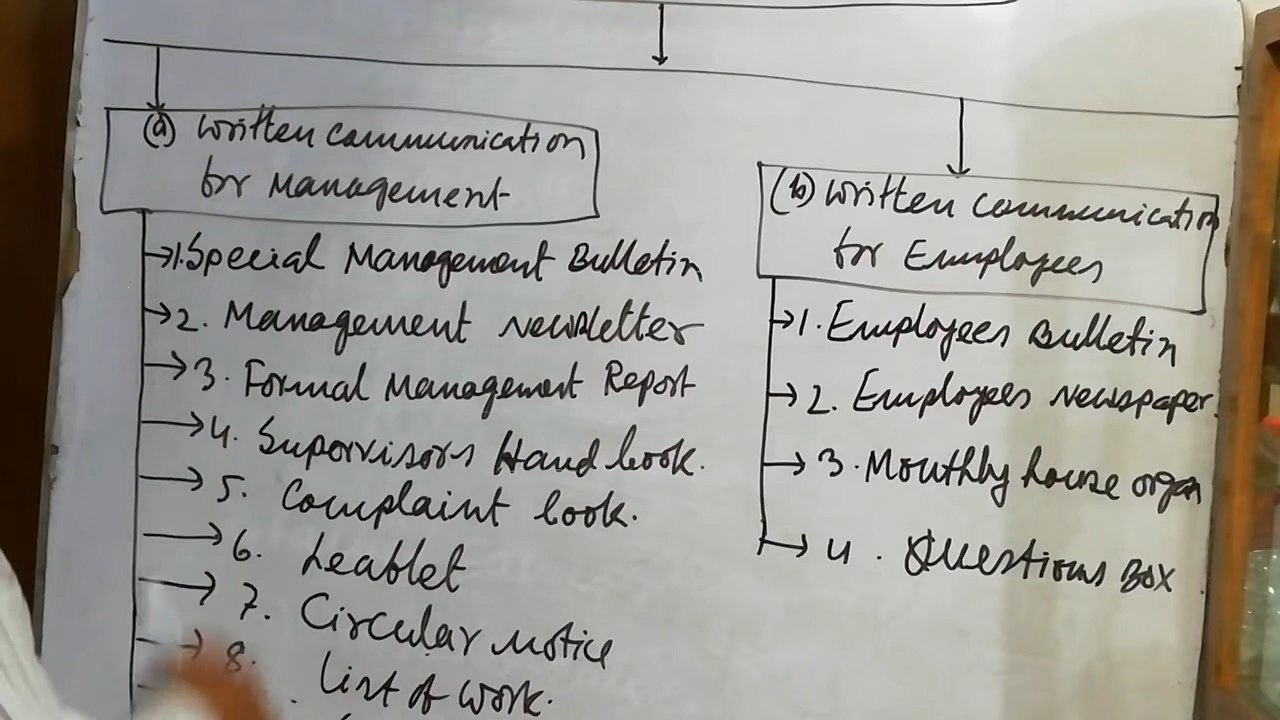 (a) Written communication
for Management
1. Special Management Bulletin
2. Management Newsletter
3. Formal Management Report
4. Supervisors Hand book.
5. Complaint book.
6. Leaflet
7. Circular notice
8. List of work.
(b) Written communication
for Employees
1. Employees Bulletin
2. Employees Newspaper
3. Monthly house organ
4. Questions Box